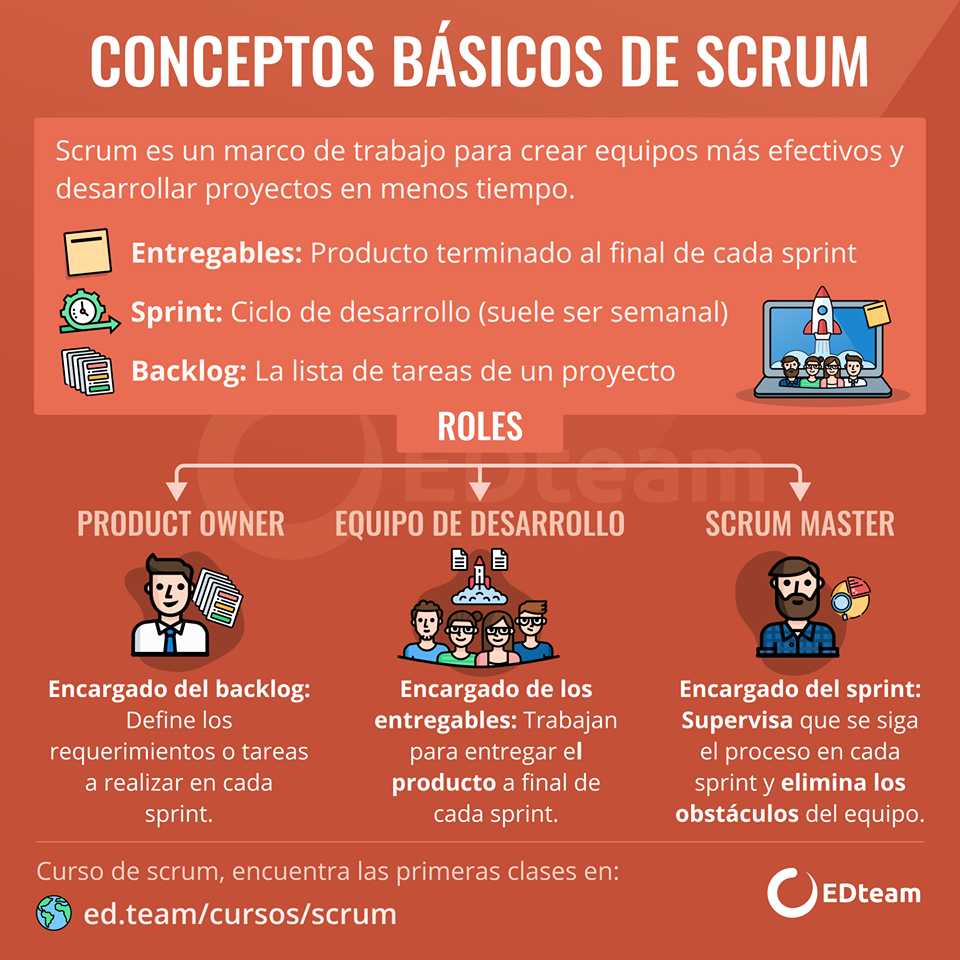 CONCEPTOS BÁSICOS DE SCRUM
Scrum es un marco de trabajo para crear equipos más efectivos y
desarrollar proyectos en menos tiempo.
Entregables: Producto terminado al final de cada sprint
Sprint: Ciclo de desarrollo (suele ser semanal)
Backlog: La lista de tareas de un proyecto
ROLES
EDteam
PRODUCT OWNER
Encargado del backlog:
Define los
requerimientos o tareas
a realizar en cada
sprint.
EQUIPO DE DESARROLLO
Encargado de los
entregables: Trabajan
para entregar el
producto a final de
cada sprint.
SCRUM MASTER
Encargado del sprint:
Supervisa que se siga
el proceso en cada
sprint y elimina los
obstáculos del equipo.
Curso de scrum, encuentra las primeras clases en:
ed.team/cursos/scrum
EDteam